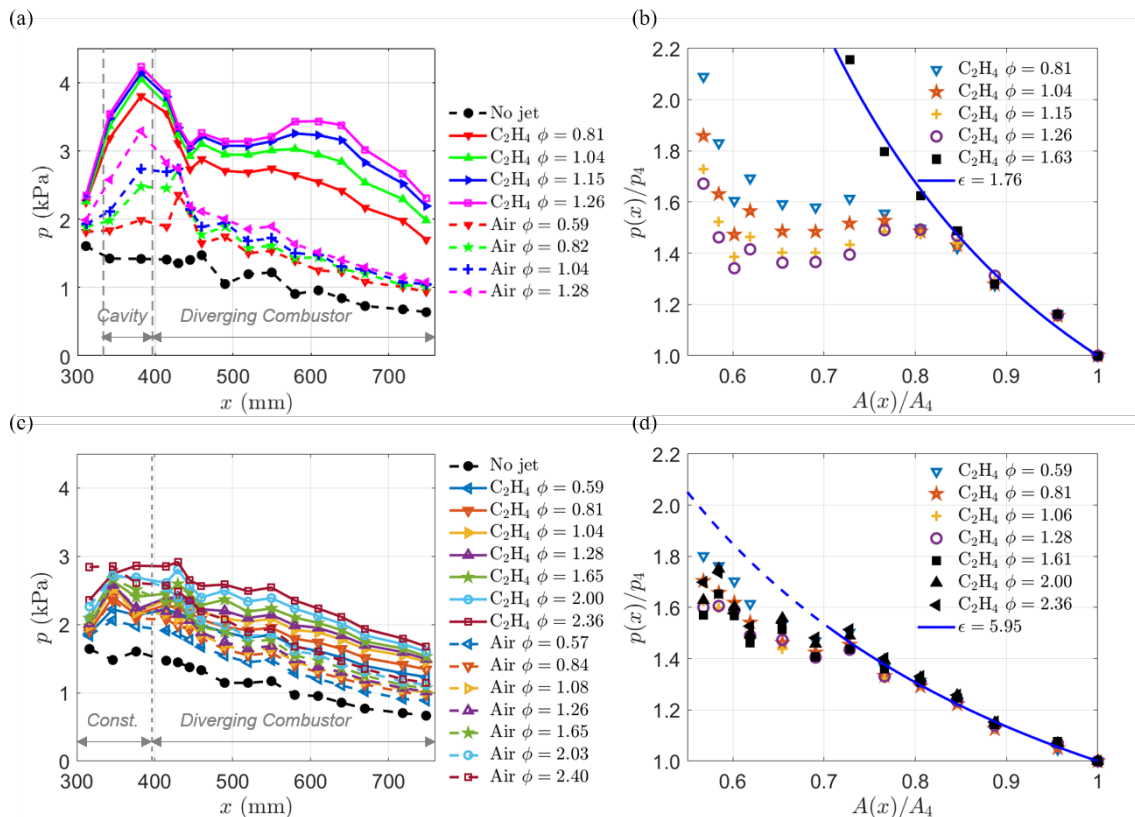 (a)
(b)
4
3
2
1
0
p (kPa)
300
400
500
600
700
x (mm)
Cavity
Diverging Combustor
No jet
C₂H₄ ϕ = 0.81
C₂H₄ ϕ = 1.04
C₂H₄ ϕ = 1.15
C₂H₄ ϕ = 1.26
Air ϕ = 0.59
Air ϕ = 0.82
Air ϕ = 1.04
Air ϕ = 1.28
2.2
2.0
1.8
1.6
1.4
1.2
1.0
p(x)/p₄
0.6
0.7
0.8
0.9
1
A(x)/A₄
C₂H₄ ϕ = 0.81
C₂H₄ ϕ = 1.04
C₂H₄ ϕ = 1.15
C₂H₄ ϕ = 1.26
C₂H₄ ϕ = 1.63
ϵ = 1.76
(c)
(d)
4
3
2
1
0
p (kPa)
300
400
500
600
700
x (mm)
Const.
Diverging Combustor
No jet
C₂H₄ ϕ = 0.59
C₂H₄ ϕ = 0.81
C₂H₄ ϕ = 1.04
C₂H₄ ϕ = 1.28
C₂H₄ ϕ = 1.65
C₂H₄ ϕ = 2.00
C₂H₄ ϕ = 2.36
Air ϕ = 0.57
Air ϕ = 0.84
Air ϕ = 1.08
Air ϕ = 1.26
Air ϕ = 1.65
Air ϕ = 2.03
Air ϕ = 2.40
2.2
2.0
1.8
1.6
1.4
1.2
1.0
p(x)/p₄
0.6
0.7
0.8
0.9
1
A(x)/A₄
C₂H₄ ϕ = 0.59
C₂H₄ ϕ = 0.81
C₂H₄ ϕ = 1.06
C₂H₄ ϕ = 1.28
C₂H₄ ϕ = 1.61
C₂H₄ ϕ = 2.00
C₂H₄ ϕ = 2.36
ϵ = 5.95